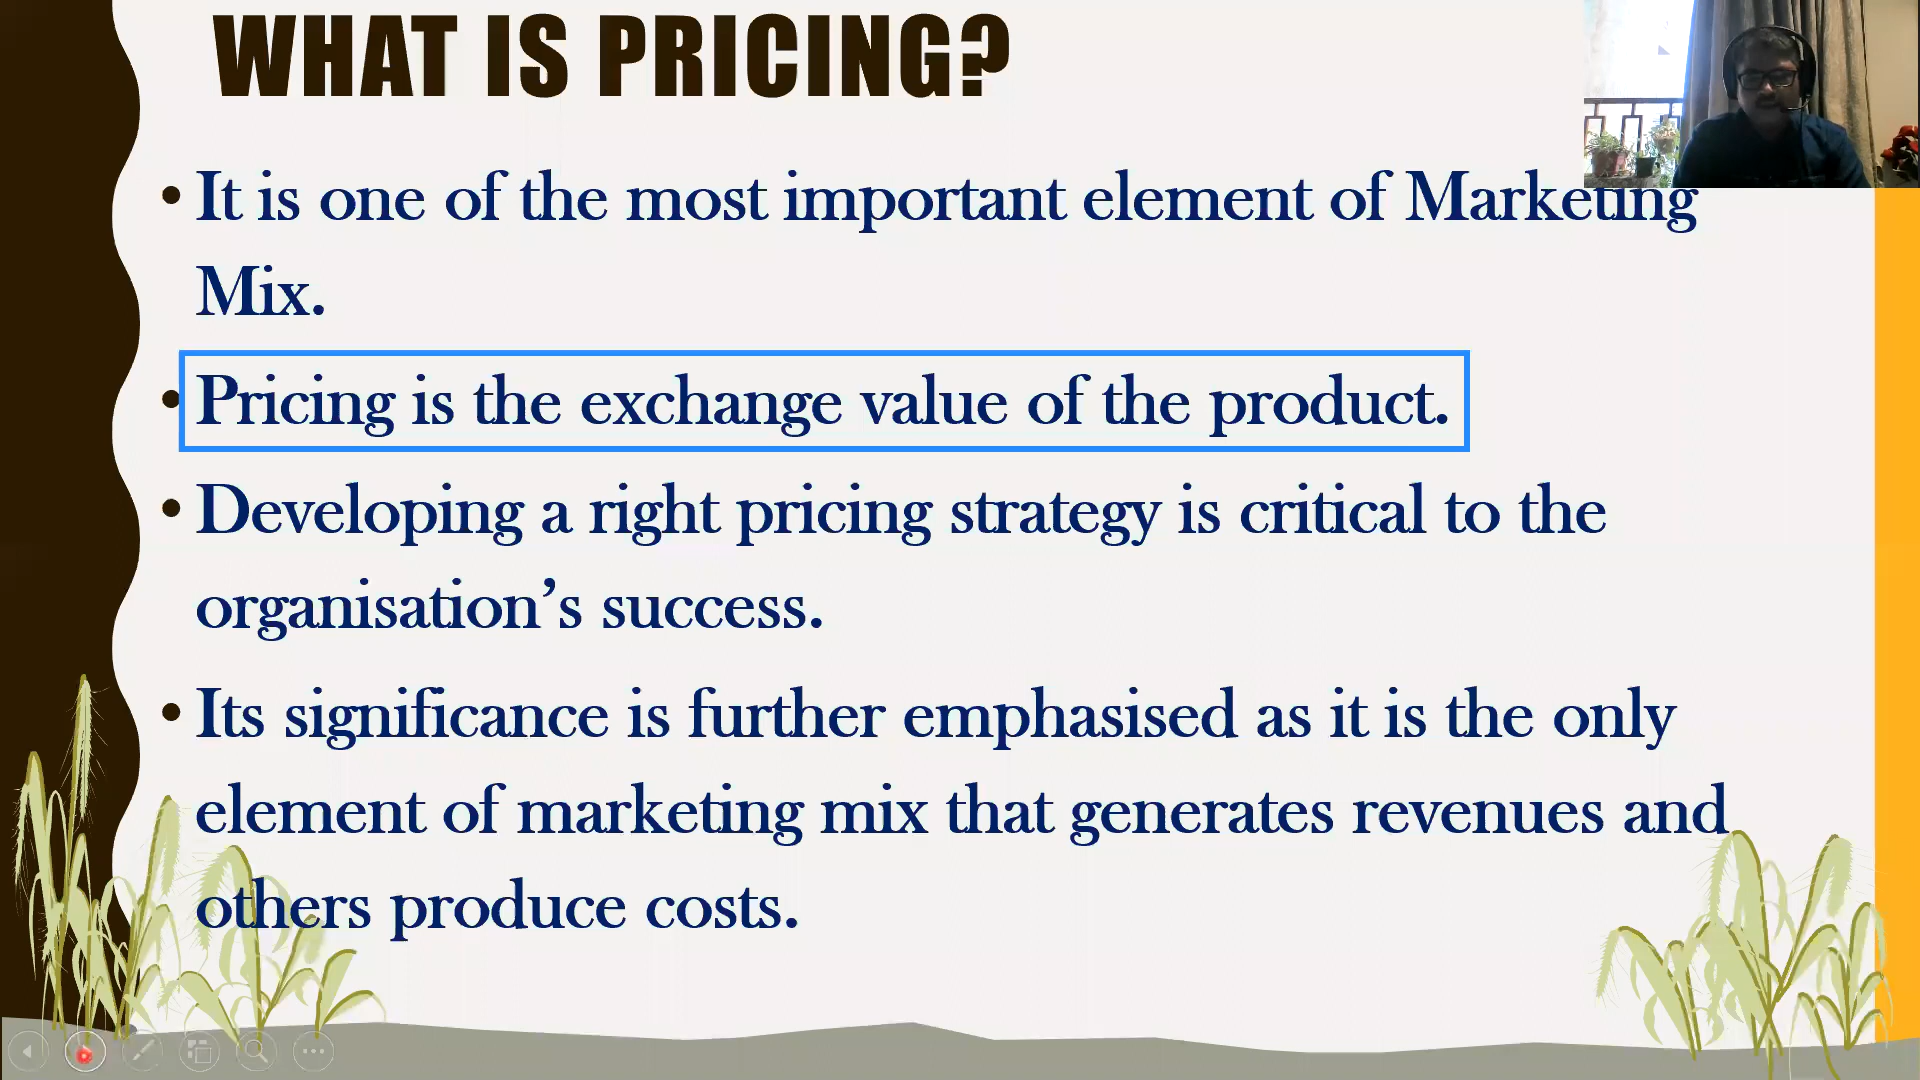 WHAT IS PRICING?
• It is one of the most important element of Marketing
Mix.
• Pricing is the exchange value of the product.
• Developing a right pricing strategy is critical to the
organisation’s success.
• Its significance is further emphasised as it is the only
element of marketing mix that generates revenues and
others produce costs.